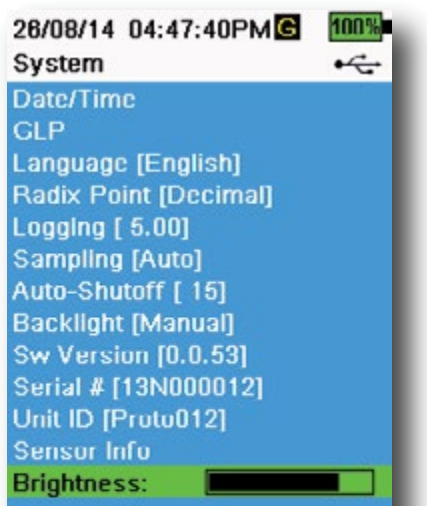 26/08/14 04:47:40PM G 100%
System
Date/Time
GLP
Language [English]
Radix Point [Decimal]
Logging [ 5.00]
Sampling [Auto]
Auto-Shutoff [ 15]
Backlight [Manual]
Sw Version [0.0.53]
Serial # [13N000012]
Unit ID [Proto012]
Sensor Info
Brightness: